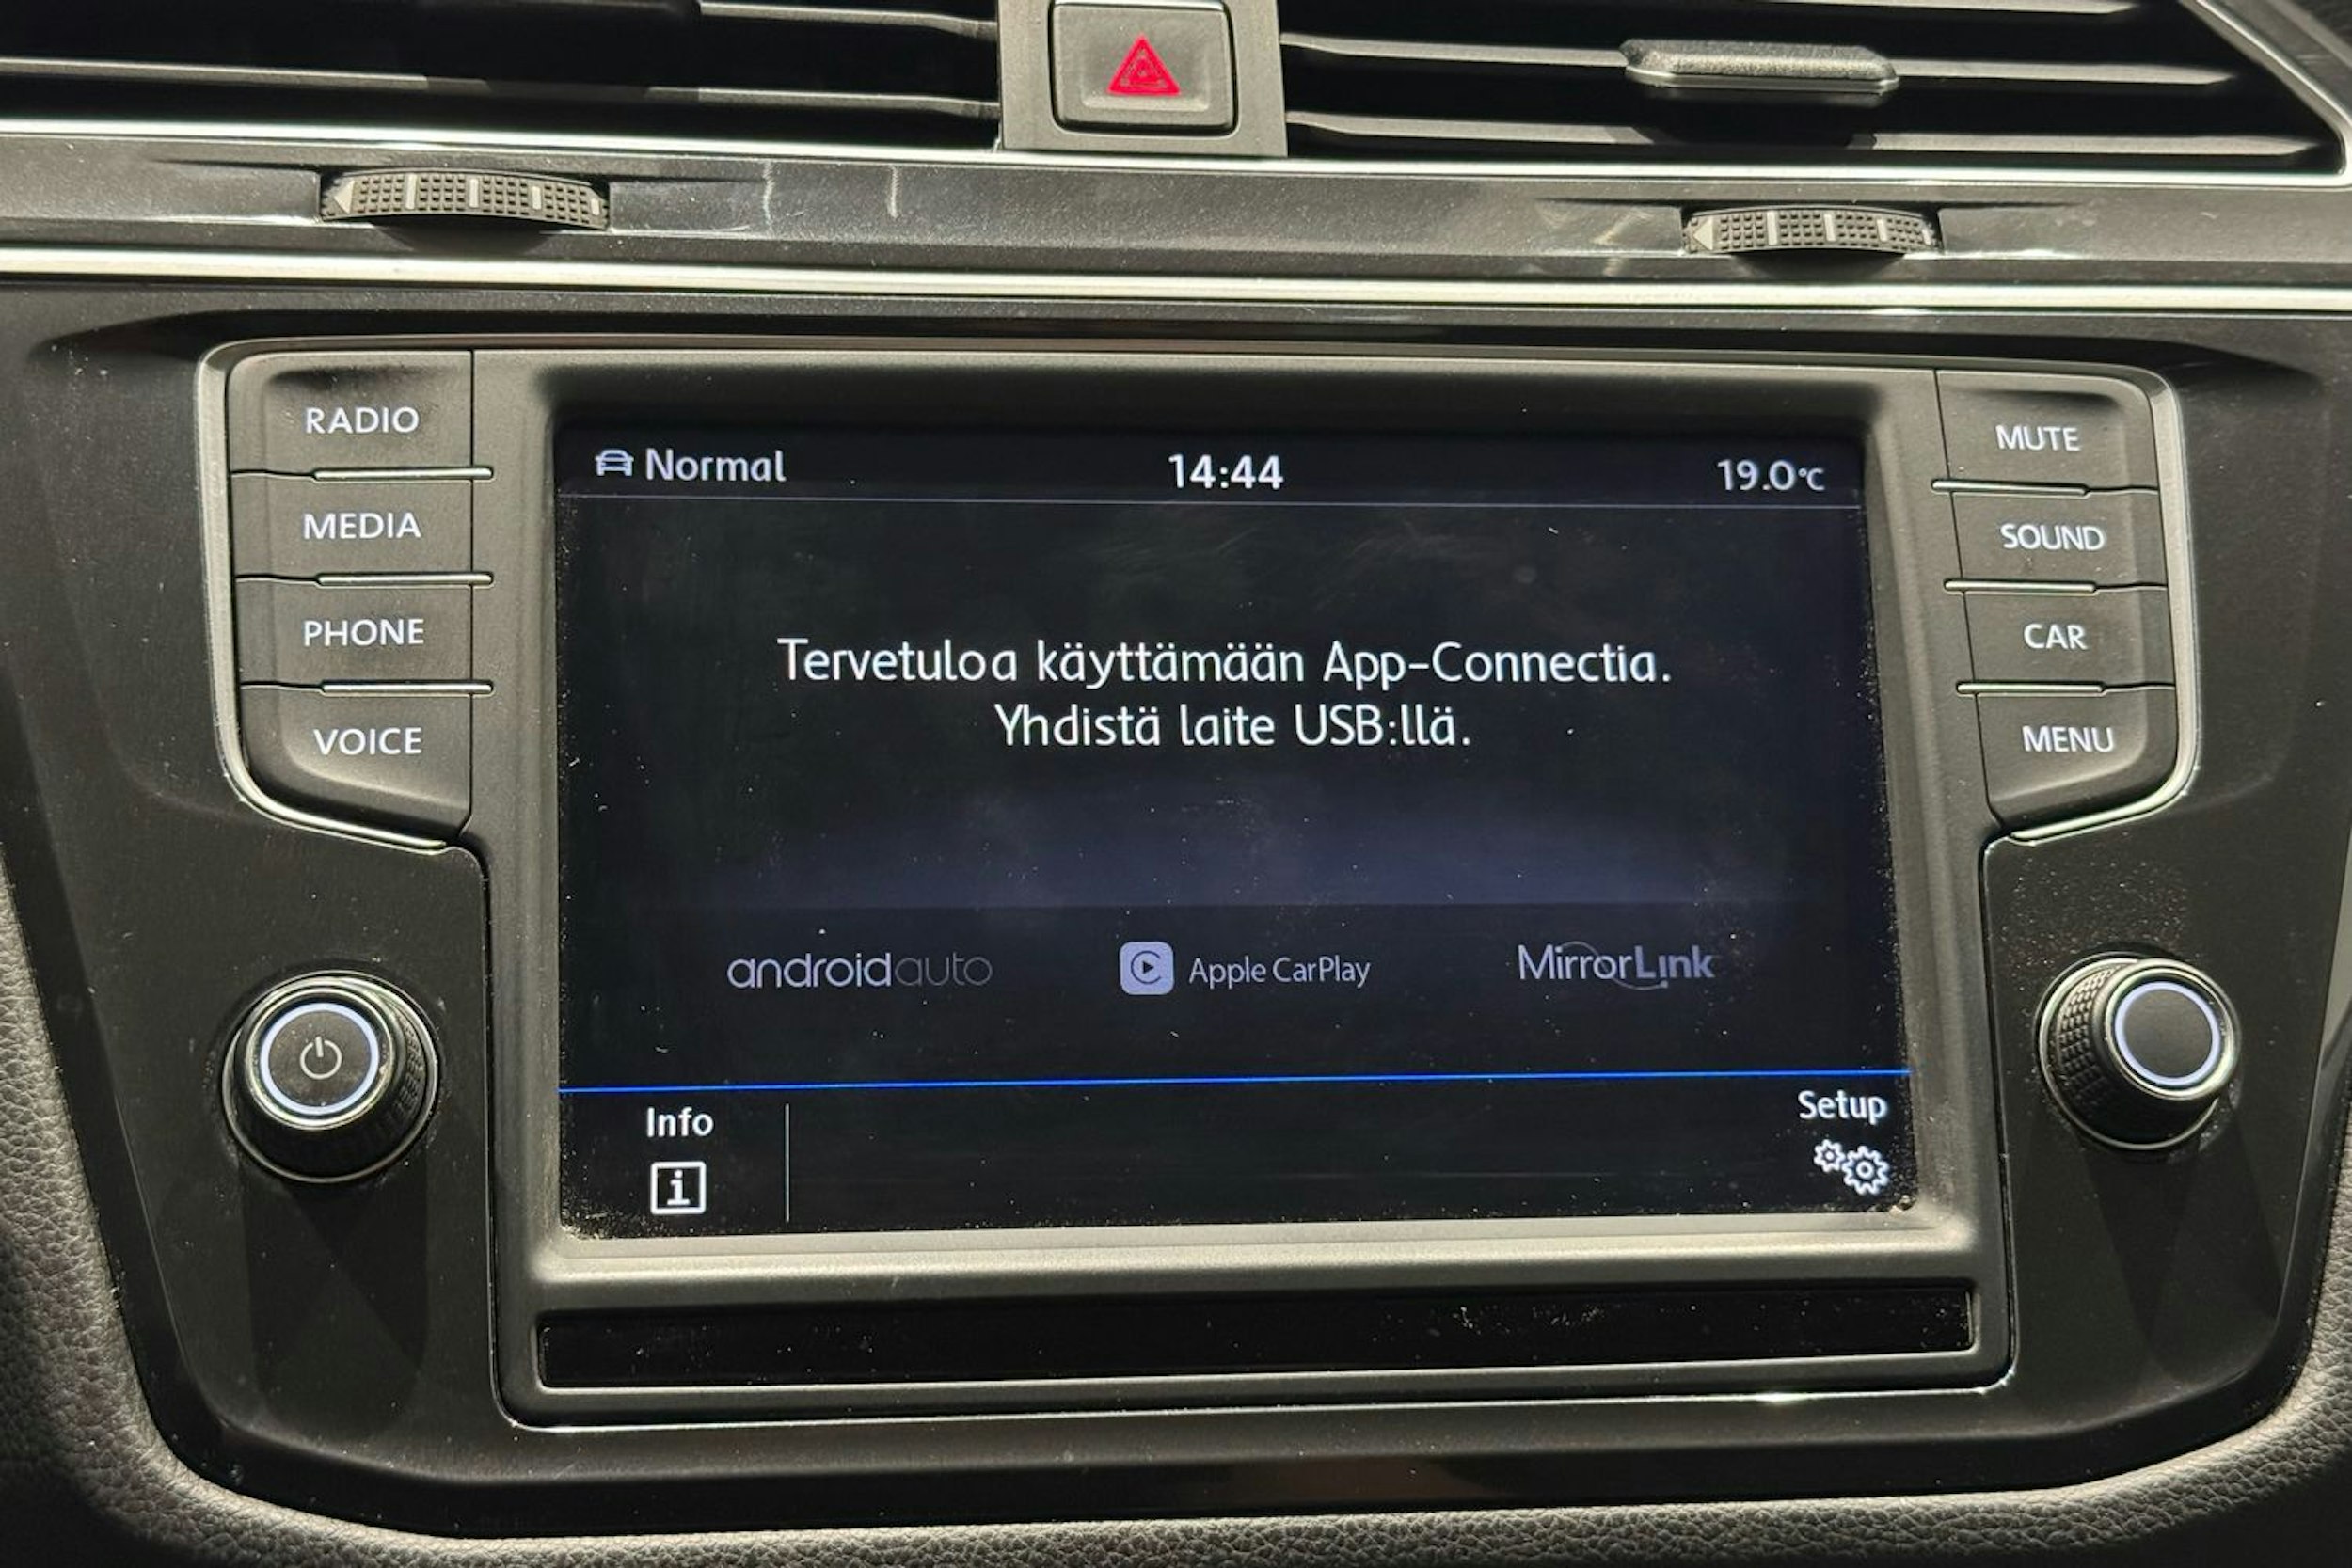 RADIO
MEDIA
PHONE
VOICE
Normal 14:44 19.0°C
Tervetuloa käyttämään App-Connectia.
Yhdistä laite USB:llä.
androidauto Apple CarPlay MirrorLink
Info Setup
MUTE
SOUND
CAR
MENU